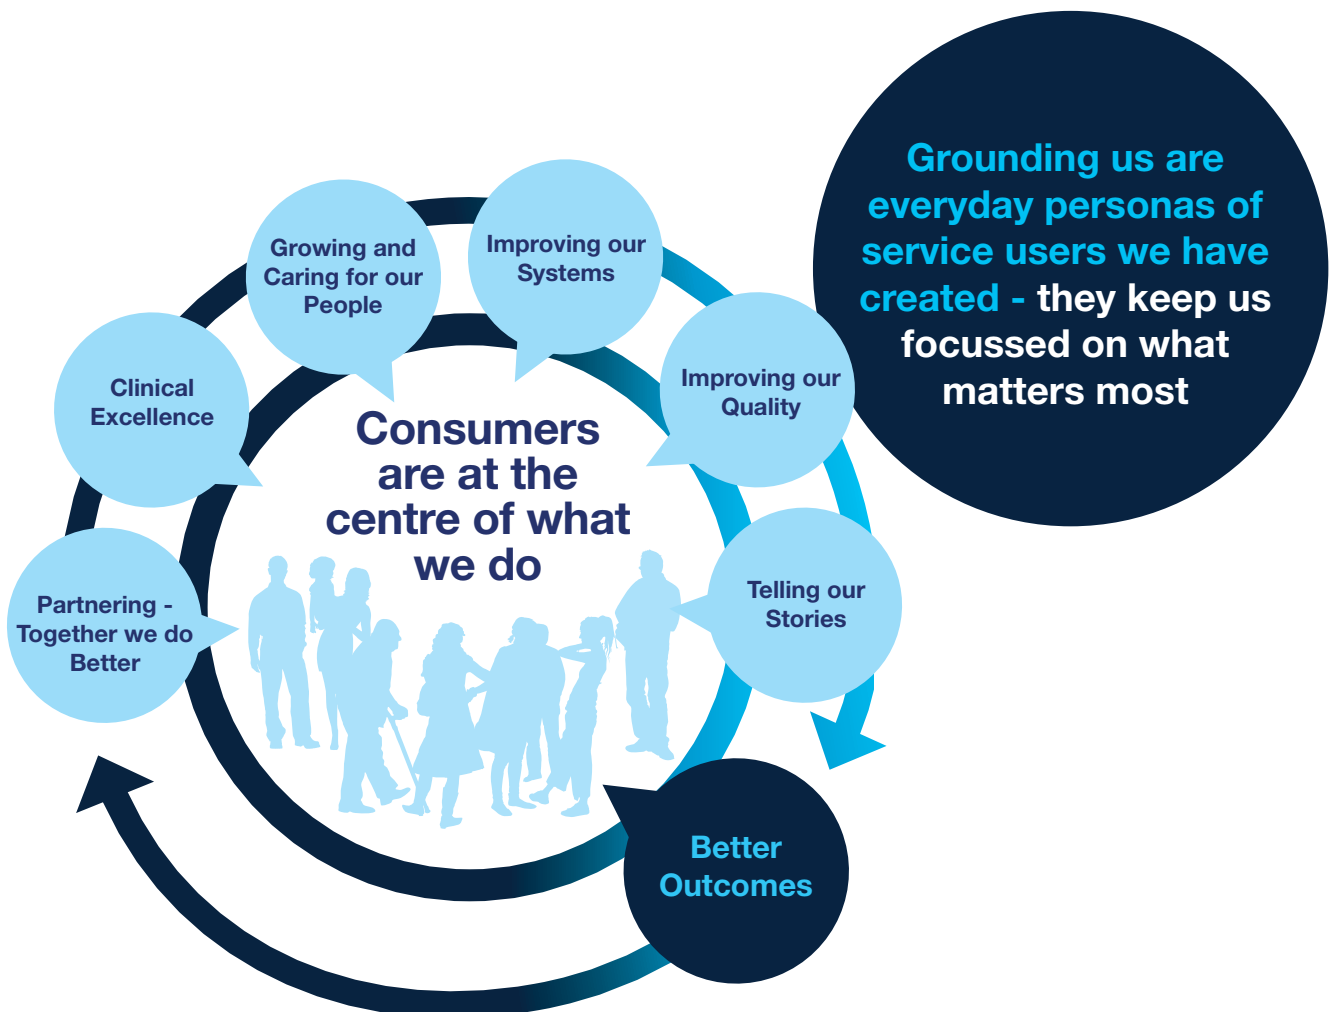 Grounding us are
everyday personas of
service users we have
created - they keep us
focussed on what
matters most
Growing and
Caring for our
People
Improving our
Systems
Clinical
Excellence
Improving our
Quality
Consumers
are at the
centre of what
we do
Partnering -
Together we do
Better
Telling our
Stories
Better
Outcomes